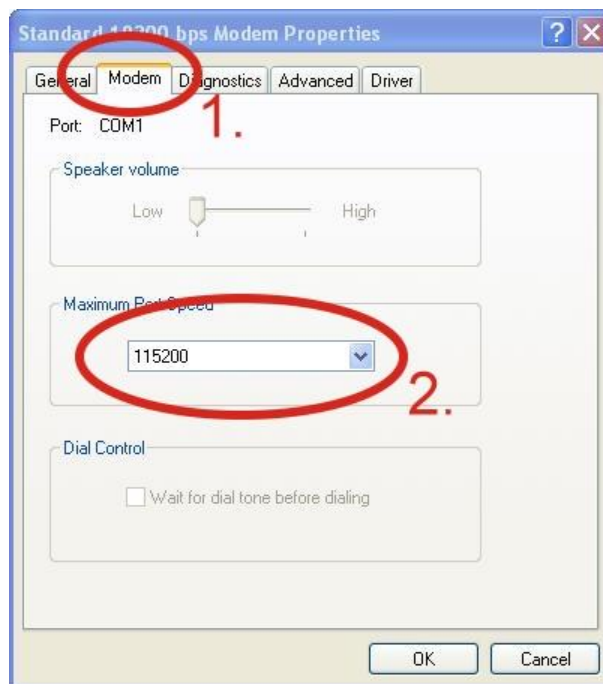 Standard 19200 bps Modem Properties
General Modem Diagnostics Advanced Driver
1.
Port: COM1
Speaker volume
Low High
Maximum Port Speed
115200
2.
Dial Control
Wait for dial tone before dialing
OK Cancel